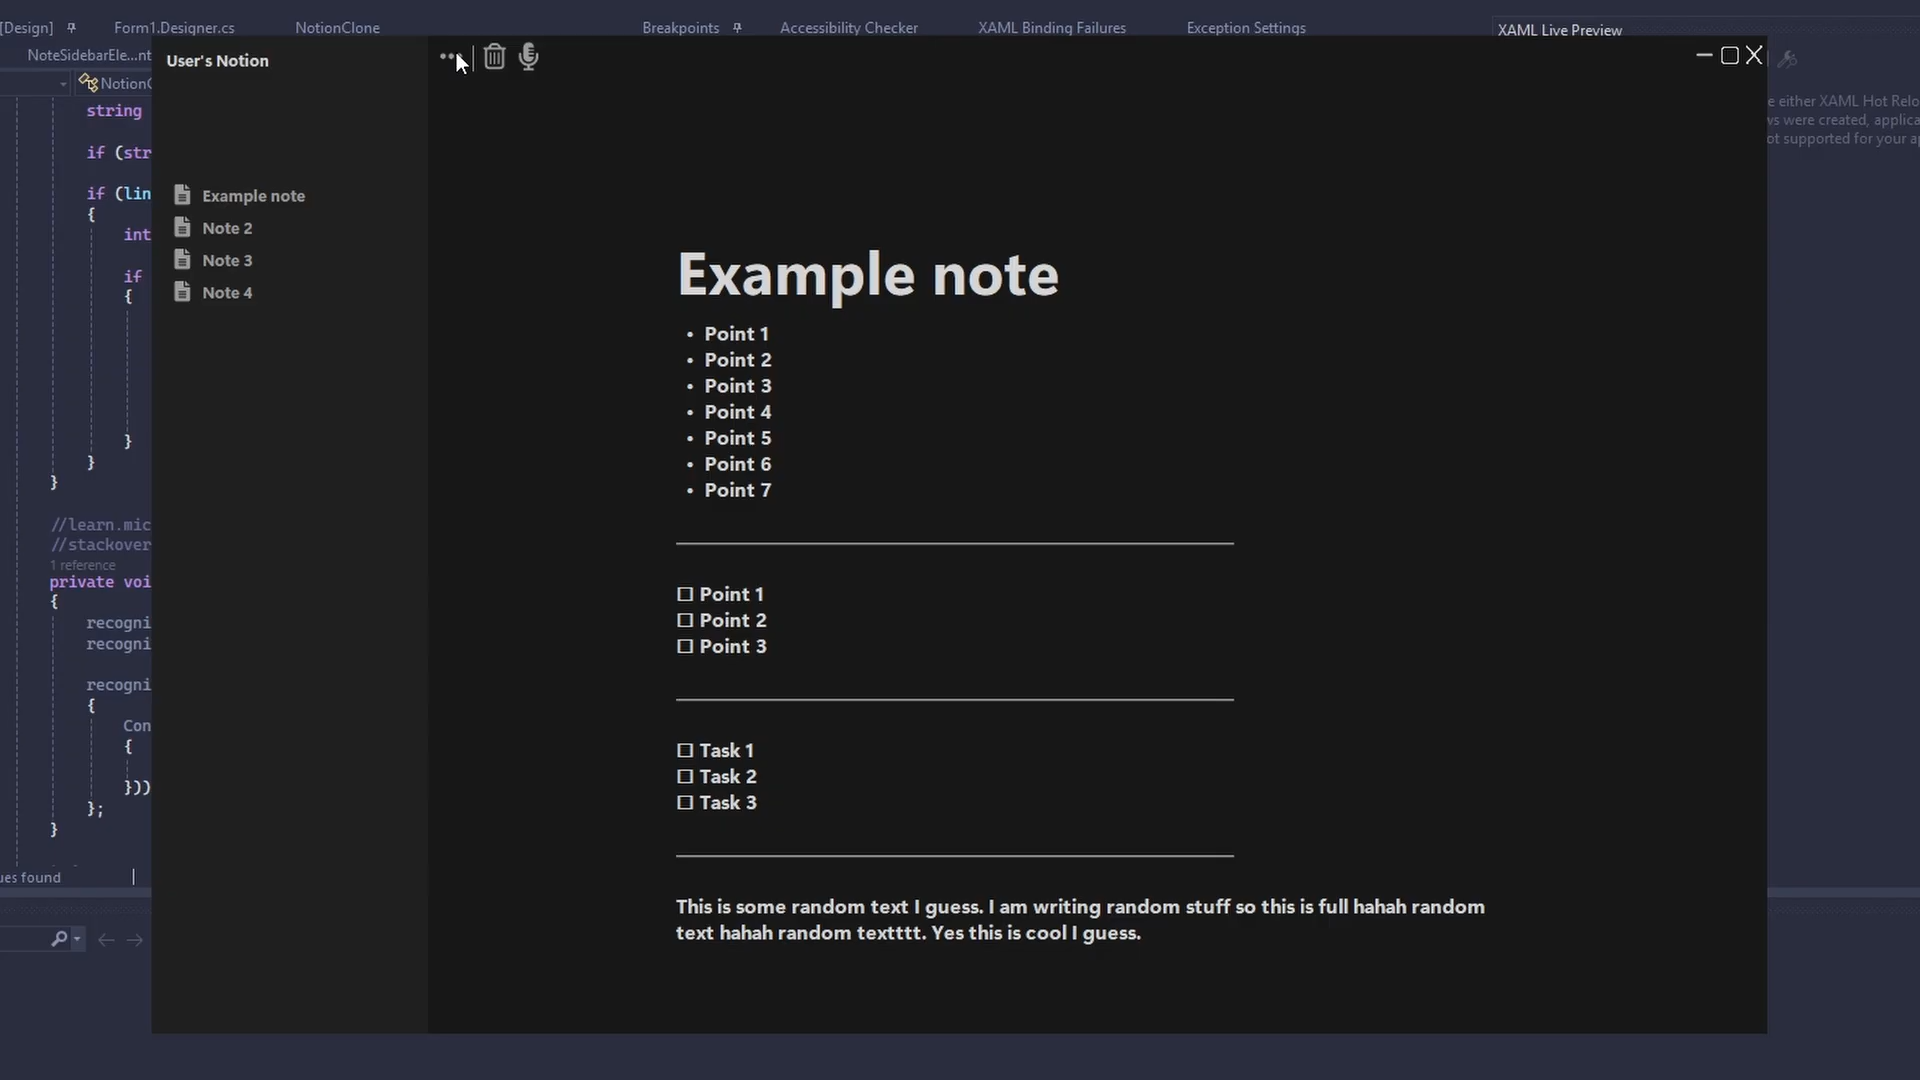 [Design]
Form1.Designer.cs
NotionClone
Breakpoints
Accessibility Checker
XAML Binding Failures
Exception Settings
XAML Live Preview
NoteSidebarEle...nt
User's Notion
string
if (str
if (lin
{
int
if
{
}
}
}
//learn.mic
//stackover
1 reference
private voi
{
recogni
recogni
recogni
{
Con
{
}))
};
}
ues found
Example note
Note 2
Note 3
Note 4
Example note
• Point 1
• Point 2
• Point 3
• Point 4
• Point 5
• Point 6
• Point 7
☐ Point 1
☐ Point 2
☐ Point 3
☐ Task 1
☐ Task 2
☐ Task 3
This is some random text I guess. I am writing random stuff so this is full hahah random
text hahah random textttt. Yes this is cool I guess.
e either XAML Hot Relo
ws were created, applica
ot supported for your a